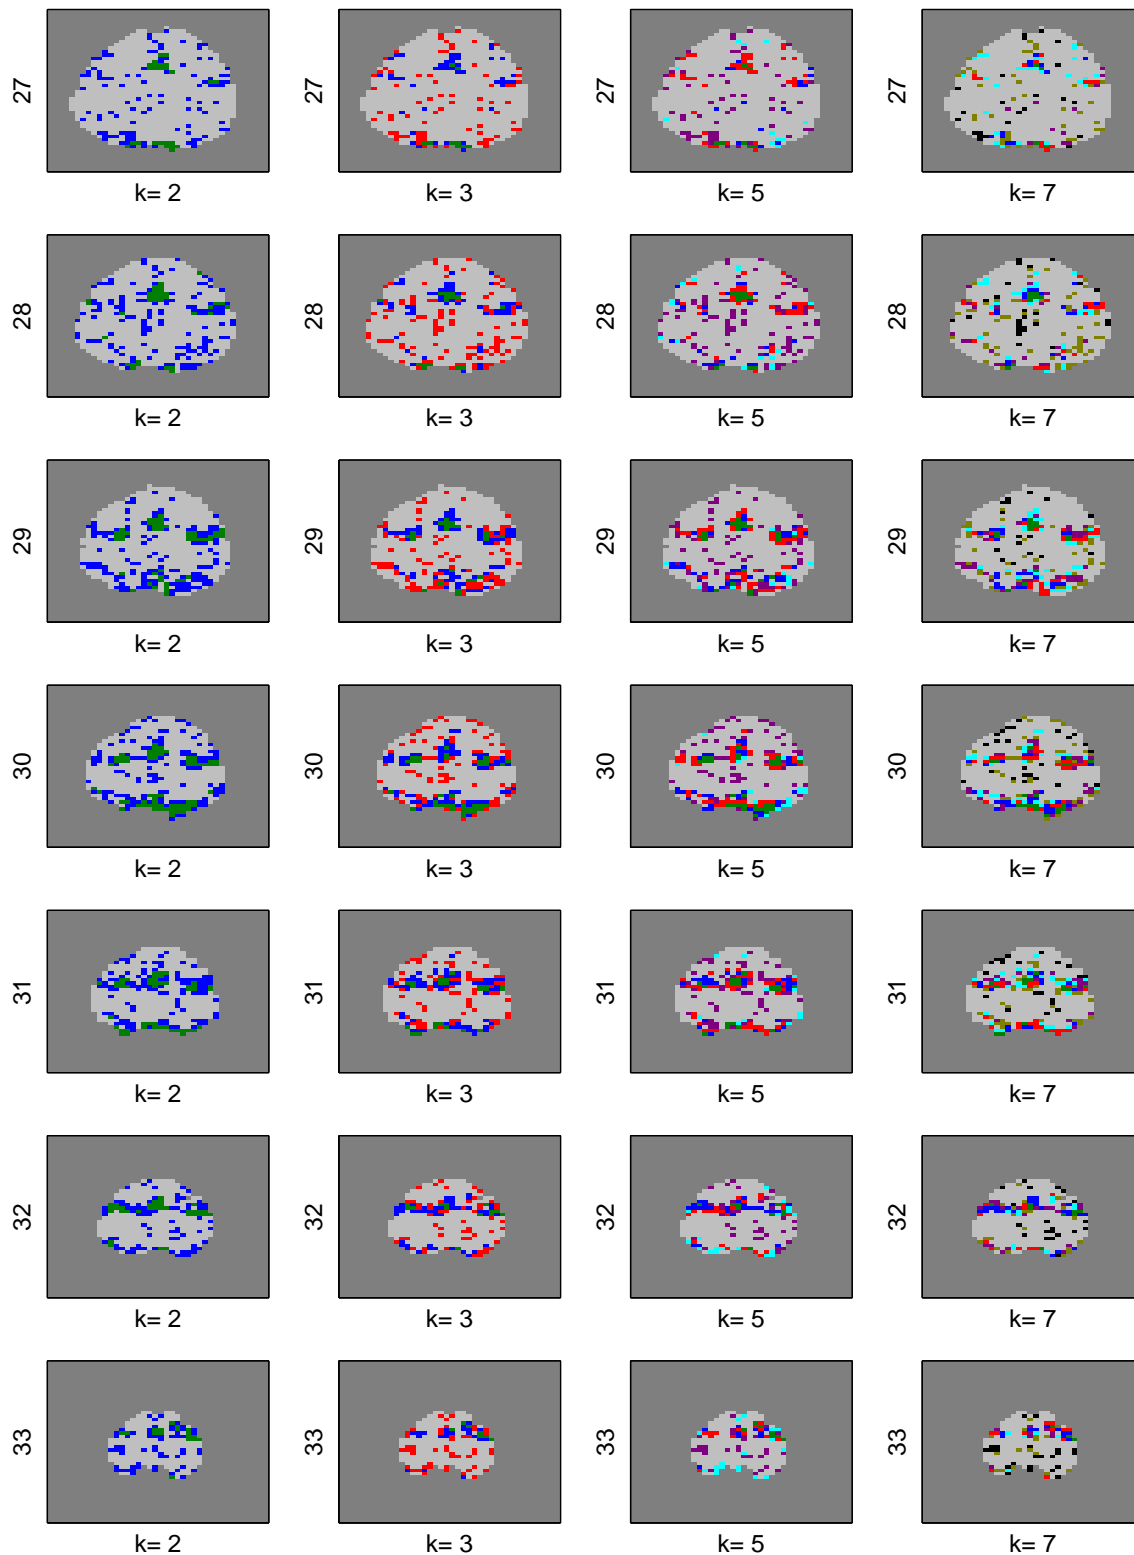 27
27
27
27
k= 2
k= 3
k= 5
k= 7
28
28
28
28
k= 2
k= 3
k= 5
k= 7
29
29
29
29
k= 2
k= 3
k= 5
k= 7
30
30
30
30
k= 2
k= 3
k= 5
k= 7
31
31
31
31
k= 2
k= 3
k= 5
k= 7
32
32
32
32
k= 2
k= 3
k= 5
k= 7
33
33
33
33
k= 2
k= 3
k= 5
k= 7